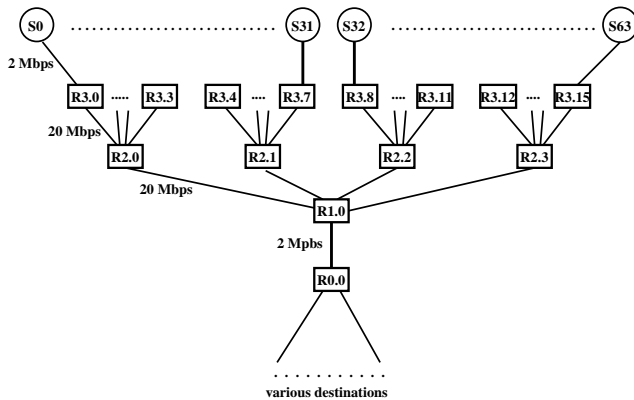 S0 S31 S32 S63
2 Mbps
R3.0 R3.3 R3.4 R3.7 R3.8 R3.11 R3.12 R3.15
20 Mbps
R2.0 R2.1 R2.2 R2.3
20 Mbps
R1.0
2 Mpbs
R0.0
various destinations